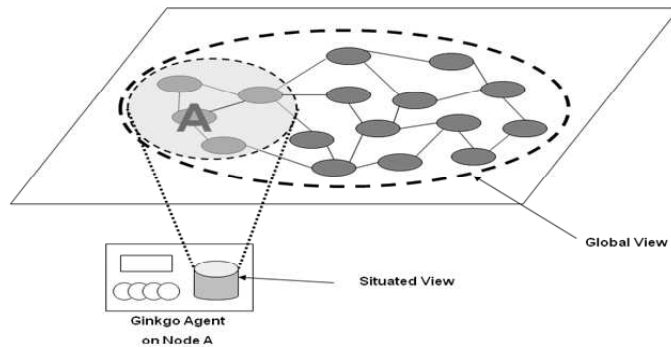 A
Global View
Situated View
Ginkgo Agent
on Node A